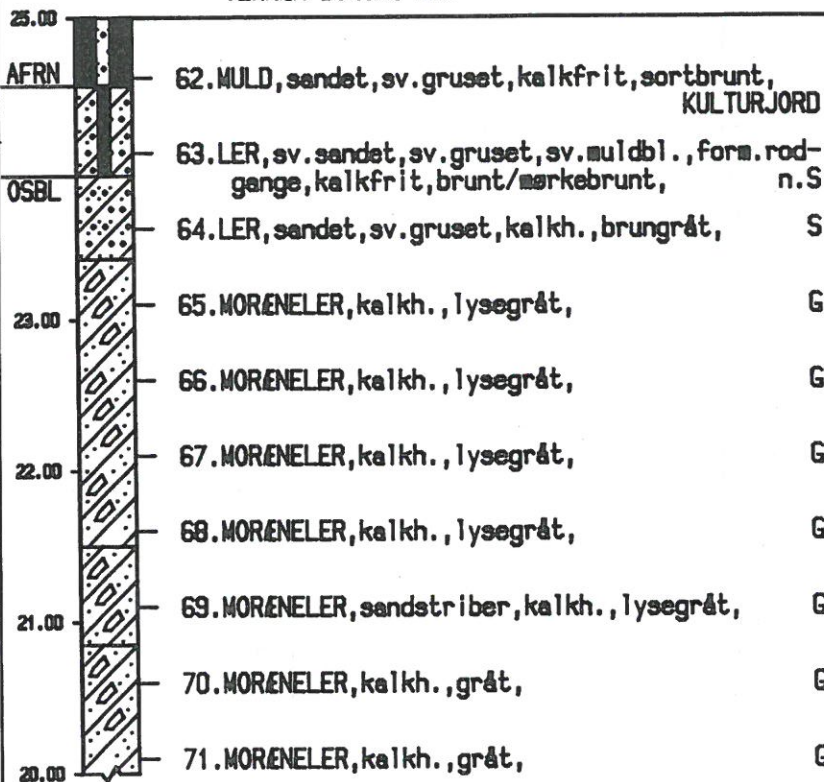 25.00
AFRN
62.MULD,sandet,sv.gruset,kalkfrit,sortbrunt,
KULTURJORD
63.LER,sv.sandet,sv.gruset,sv.muldbl.,form.rod-
OSBL
gange,kalkfrit,brunt/mørkebrunt, n.S
64.LER,sandet,sv.gruset,kalkh.,brungråt, S
23.00
65.MORÆNELER,kalkh.,lysegråt, G
66.MORÆNELER,kalkh.,lysegråt, G
22.00
67.MORÆNELER,kalkh.,lysegråt, G
68.MORÆNELER,kalkh.,lysegråt, G
21.00
69.MORÆNELER,sandstriber,kalkh.,lysegråt, G
70.MORÆNELER,kalkh.,gråt, G
20.00
71.MORÆNELER,kalkh.,gråt, G